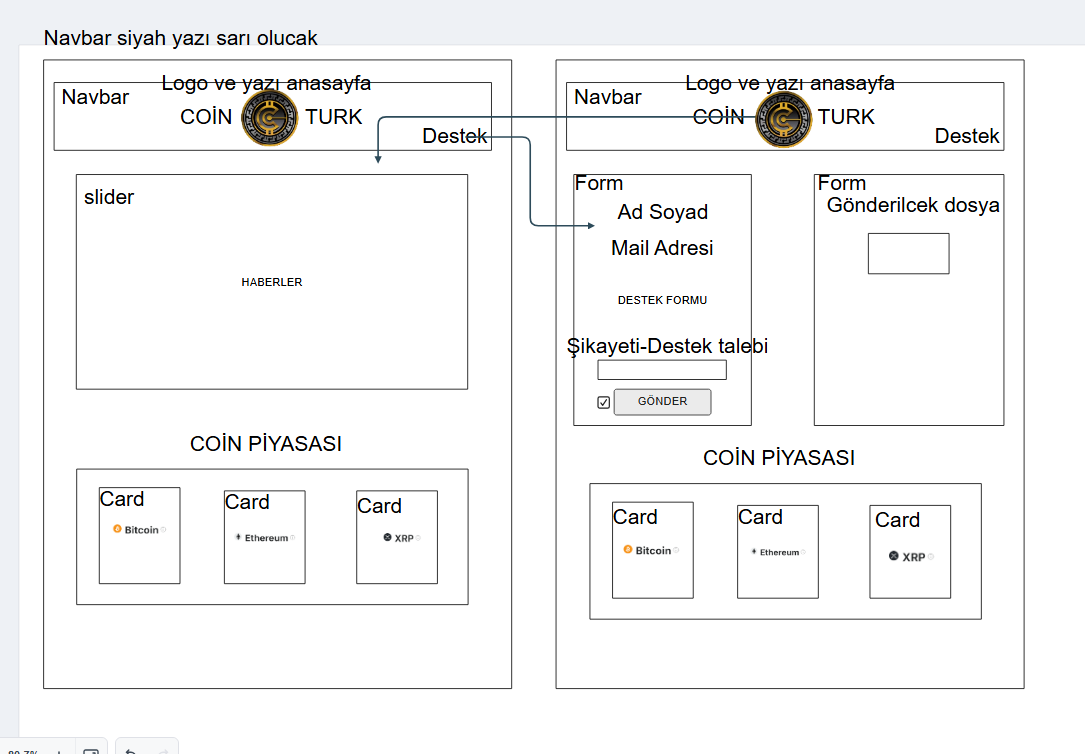 Navbar siyah yazı sarı olucak
Logo ve yazı anasayfa
Navbar
COİN TURK
Destek
slider
HABERLER
COİN PİYASASI
Card
Bitcoin
Card
Ethereum
Card
XRP
Logo ve yazı anasayfa
Navbar
COİN TURK
Destek
Form
Ad Soyad
Mail Adresi
DESTEK FORMU
Şikayeti-Destek talebi
GÖNDER
Form
Gönderilcek dosya
COİN PİYASASI
Card
Bitcoin
Card
Ethereum
Card
XRP